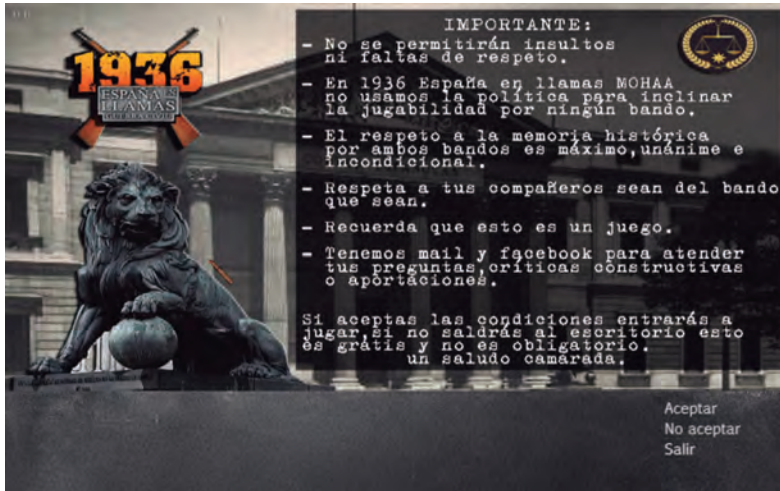 1936
ESPAÑA EN
LLAMAS
GUERRA CIVIL
IMPORTANTE:
- No se permitirán insultos
ni faltas de respeto.
- En 1936 España en llamas MOHAA
no usamos la política para inclinar
la jugabilidad por ningún bando.
- El respeto a la memoria histórica
por ambos bandos es máximo,unánime e
incondicional.
- Respeta a tus compañeros sean del bando
que sean.
- Recuerda que esto es un juego.
- Tenemos mail y facebook para atender
tus preguntas,críticas constructivas
o aportaciones.
Si aceptas las condiciones entrarás a
jugar,si no saldrás al escritorio esto
és grátis y no es obligatorio.
un saludo camarada.
Aceptar
No aceptar
Salir